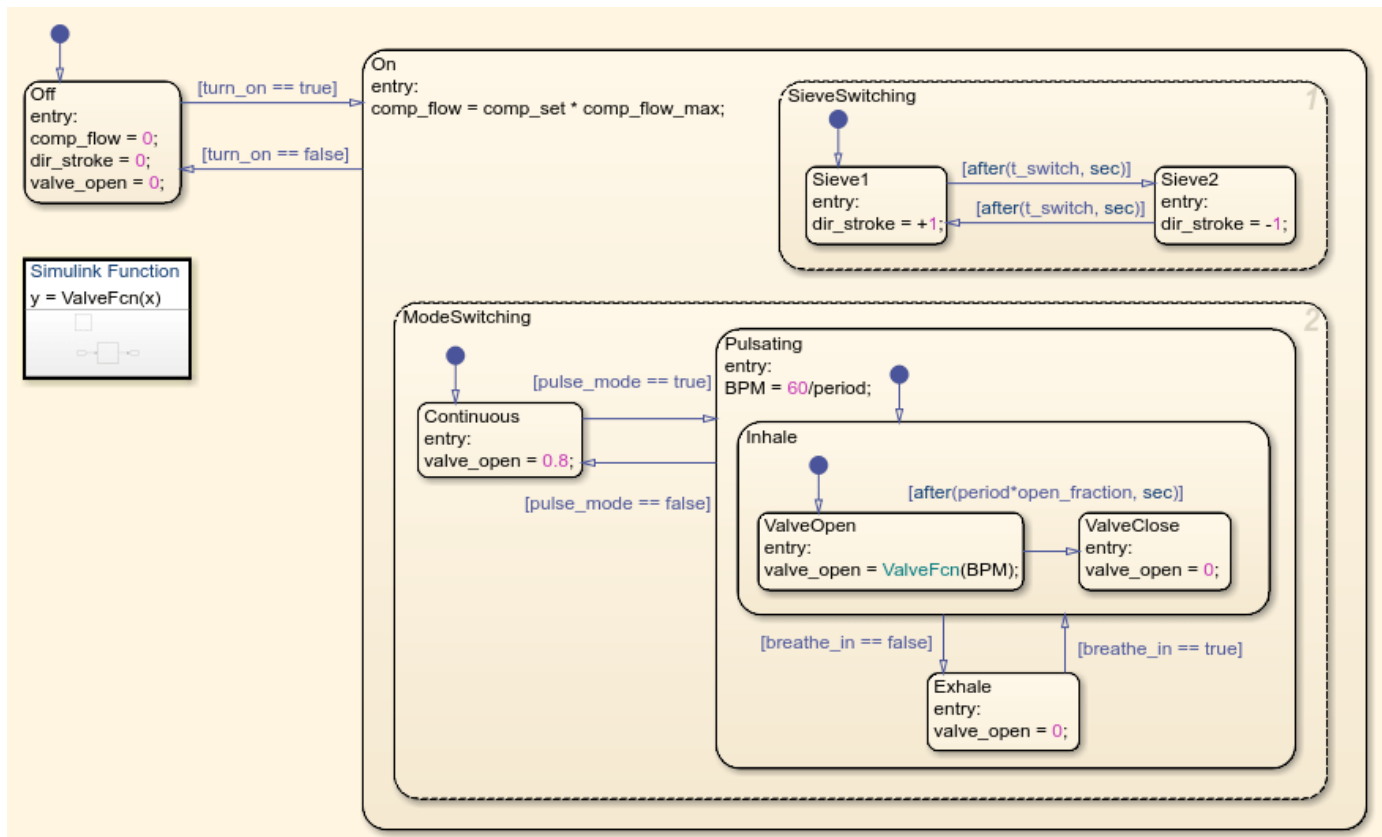 Off
entry:
comp_flow = 0;
dir_stroke = 0;
valve_open = 0;
[turn_on == true]
[turn_on == false]
Simulink Function
y = ValveFcn(x)
On
entry:
comp_flow = comp_set * comp_flow_max;
SieveSwitching
1
Sieve1
entry:
dir_stroke = +1;
[after(t_switch, sec)]
[after(t_switch, sec)]
Sieve2
entry:
dir_stroke = -1;
ModeSwitching
2
Continuous
entry:
valve_open = 0.8;
[pulse_mode == true]
[pulse_mode == false]
Pulsating
entry:
BPM = 60/period;
Inhale
[after(period*open_fraction, sec)]
ValveOpen
entry:
valve_open = ValveFcn(BPM);
ValveClose
entry:
valve_open = 0;
[breathe_in == false]
[breathe_in == true]
Exhale
entry:
valve_open = 0;